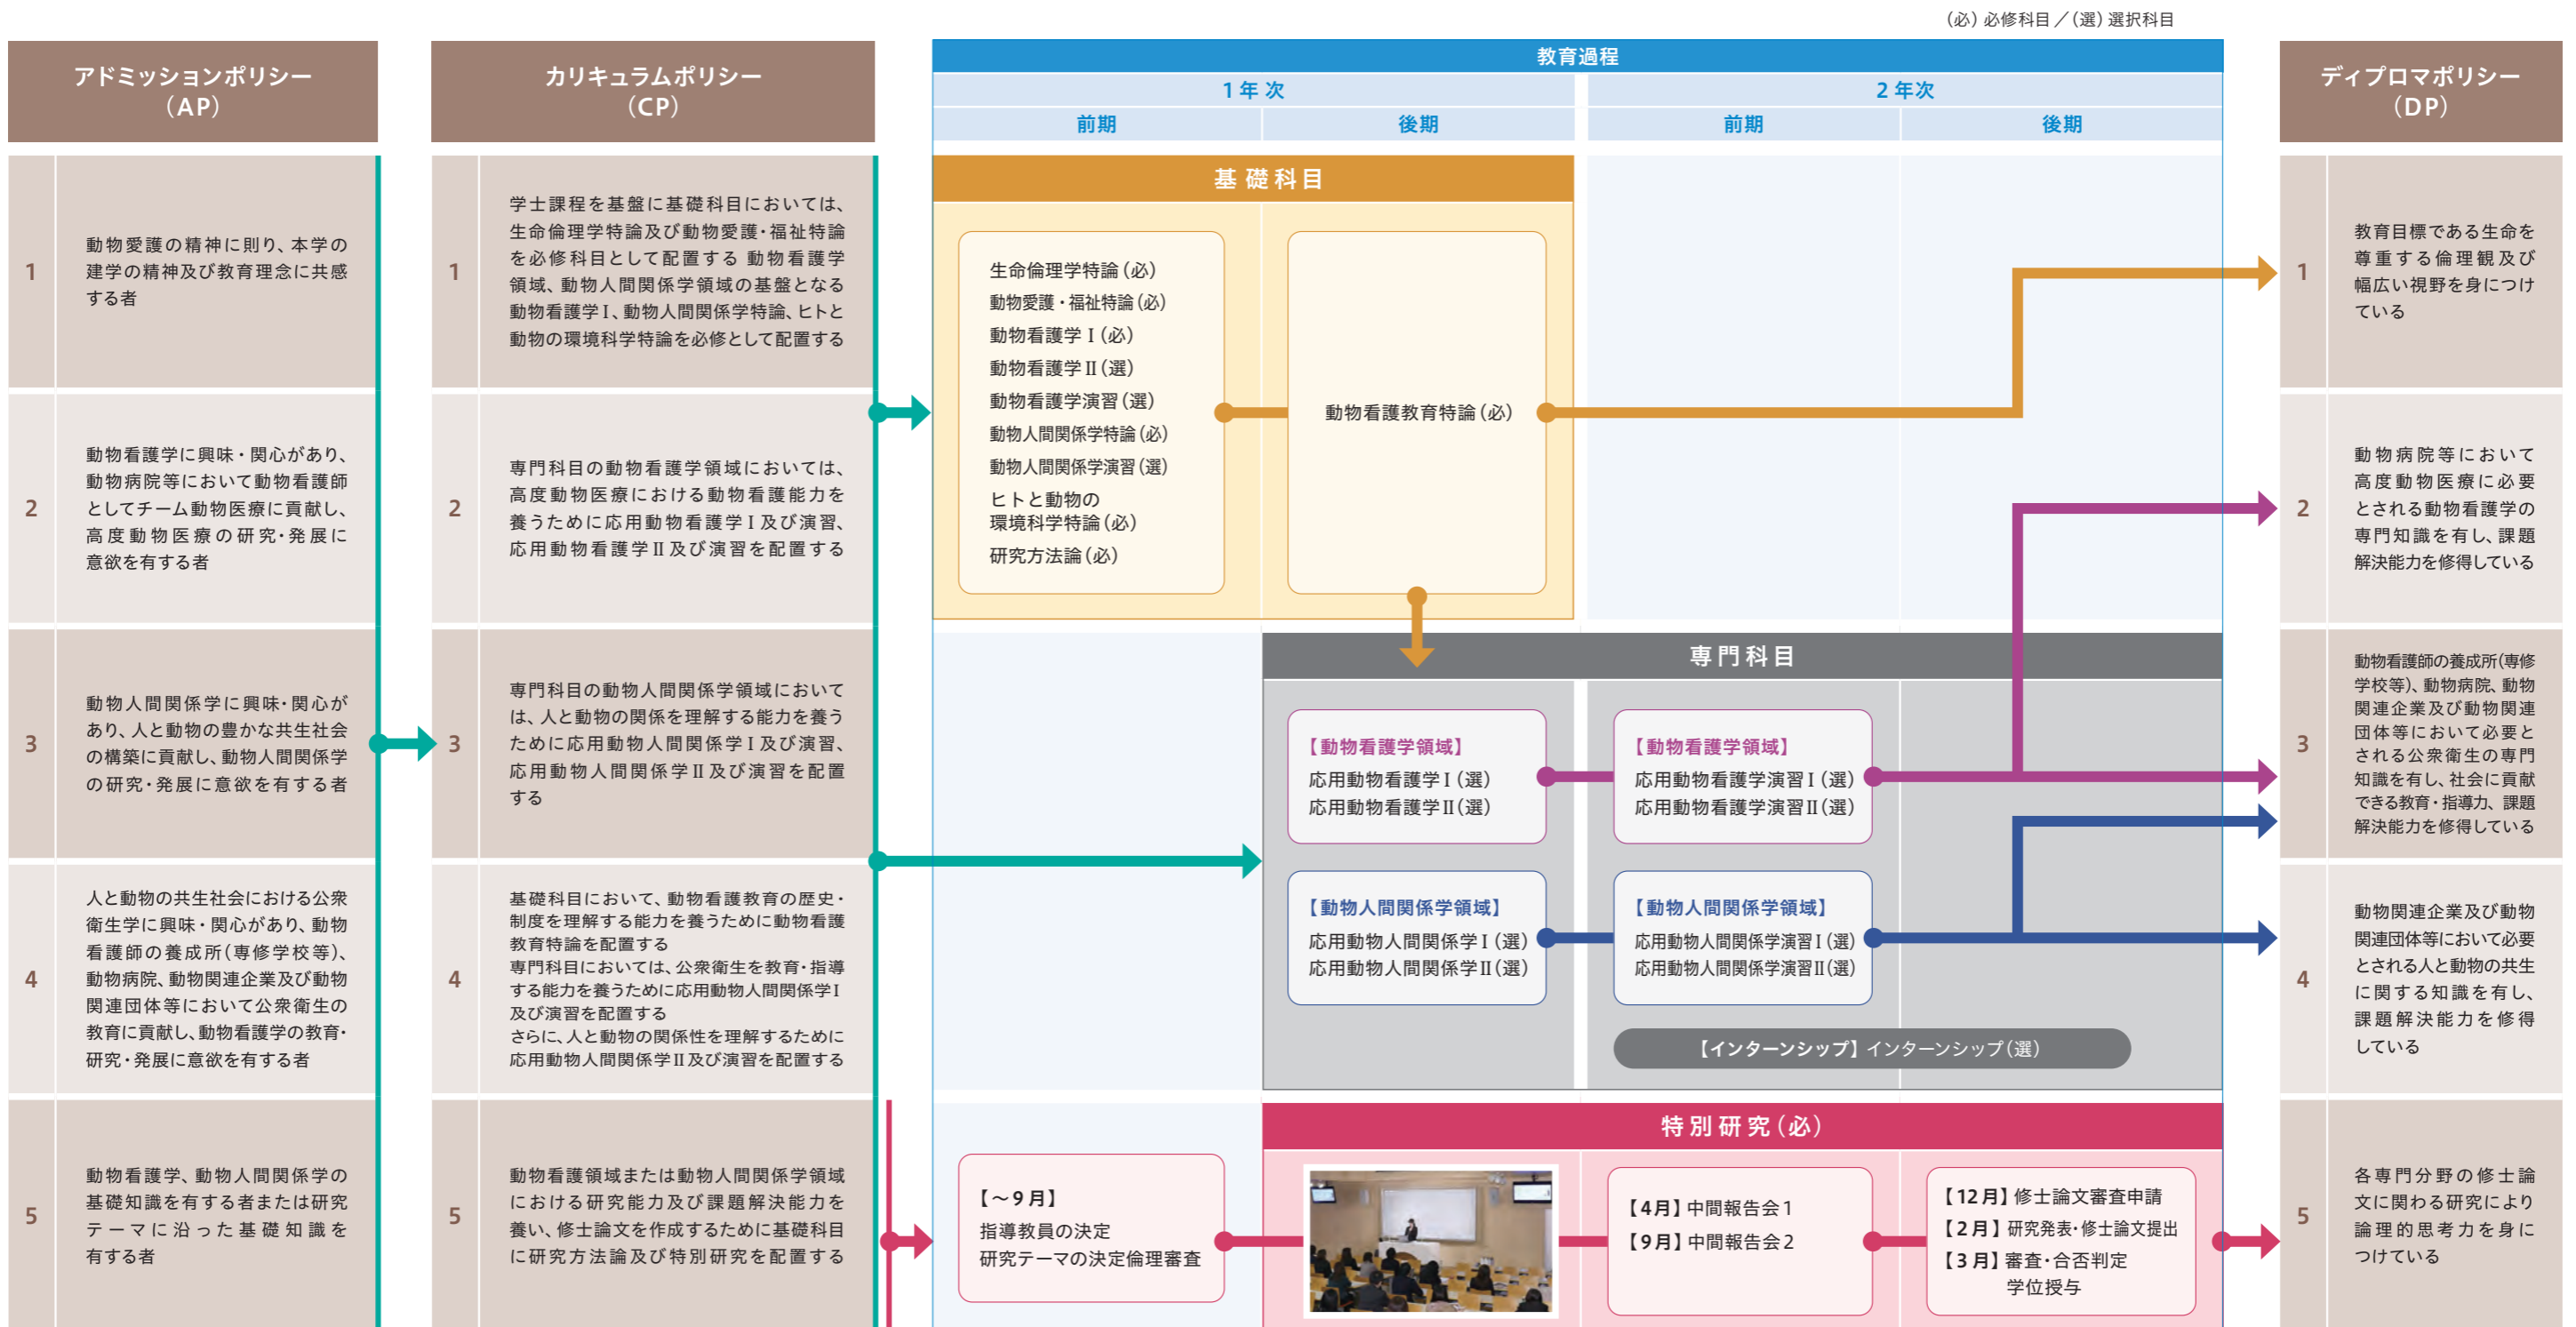 (必) 必修科目／(選) 選択科目
アドミッションポリシー
(AP)
1
動物愛護の精神に則り、本学の
建学の精神及び教育理念に共感
する者
2
動物看護学に興味・関心があり、
動物病院等において動物看護師
としてチーム動物医療に貢献し、
高度動物医療の研究・発展に
意欲を有する者
3
動物人間関係学に興味・関心が
あり、人と動物の豊かな共生社会
の構築に貢献し、動物人間関係学
の研究・発展に意欲を有する者
4
人と動物の共生社会における公衆
衛生学に興味・関心があり、動物
看護師の養成所(専修学校等)、
動物病院、動物関連企業及び動物
関連団体等において公衆衛生の
教育に貢献し、動物看護学の教育・
研究・発展に意欲を有する者
5
動物看護学、動物人間関係学の
基礎知識を有する者または研究
テーマに沿った基礎知識を
有する者
カリキュラムポリシー
(CP)
1
学士課程を基盤に基礎科目においては、
生命倫理学特論及び動物愛護・福祉特論
を必修科目として配置する 動物看護学
領域、動物人間関係学領域の基盤となる
動物看護学Ⅰ、動物人間関係学特論、ヒトと
動物の環境科学特論を必修として配置する
2
専門科目の動物看護学領域においては、
高度動物医療における動物看護能力を
養うために応用動物看護学Ⅰ及び演習、
応用動物看護学Ⅱ及び演習を配置する
3
専門科目の動物人間関係学領域において
は、人と動物の関係を理解する能力を養う
ために応用動物人間関係学Ⅰ及び演習、
応用動物人間関係学Ⅱ及び演習を配置
する
4
基礎科目において、動物看護教育の歴史・
制度を理解する能力を養うために動物看護
教育特論を配置する
専門科目においては、公衆衛生を教育・指導
する能力を養うために応用動物人間関係学Ⅰ
及び演習を配置する
さらに、人と動物の関係性を理解するために
応用動物人間関係学Ⅱ及び演習を配置する
5
動物看護領域または動物人間関係学領域
における研究能力及び課題解決能力を
養い、修士論文を作成するために基礎科目
に研究方法論及び特別研究を配置する
教育過程
1年次
2年次
前期
後期
前期
後期
基礎科目
生命倫理学特論(必)
動物愛護・福祉特論(必)
動物看護学Ⅰ(必)
動物看護学Ⅱ(選)
動物看護学演習(選)
動物人間関係学特論(必)
動物人間関係学演習(選)
ヒトと動物の
環境科学特論(必)
研究方法論(必)
動物看護教育特論(必)
専門科目
【動物看護学領域】
応用動物看護学Ⅰ(選)
応用動物看護学Ⅱ(選)
【動物看護学領域】
応用動物看護学演習Ⅰ(選)
応用動物看護学演習Ⅱ(選)
【動物人間関係学領域】
応用動物人間関係学Ⅰ(選)
応用動物人間関係学Ⅱ(選)
【動物人間関係学領域】
応用動物人間関係学演習Ⅰ(選)
応用動物人間関係学演習Ⅱ(選)
【インターンシップ】インターンシップ(選)
特別研究(必)
【～9月】
指導教員の決定
研究テーマの決定倫理審査
【4月】中間報告会1
【9月】中間報告会2
【12月】修士論文審査申請
【2月】研究発表・修士論文提出
【3月】審査・合否判定
学位授与
ディプロマポリシー
(DP)
1
教育目標である生命を
尊重する倫理観及び
幅広い視野を身につけ
ている
2
動物病院等において
高度動物医療に必要
とされる動物看護学の
専門知識を有し、課題
解決能力を修得している
3
動物看護師の養成所(専修
学校等)、動物病院、動物
関連企業及び動物関連
団体等において必要と
される公衆衛生の専門
知識を有し、社会に貢献
できる教育・指導力、課題
解決能力を修得している
4
動物関連企業及び動物
関連団体等において必要
とされる人と動物の共生
に関する知識を有し、
課題解決能力を修得
している
5
各専門分野の修士論
文に関わる研究により
論理的思考力を身に
つけている